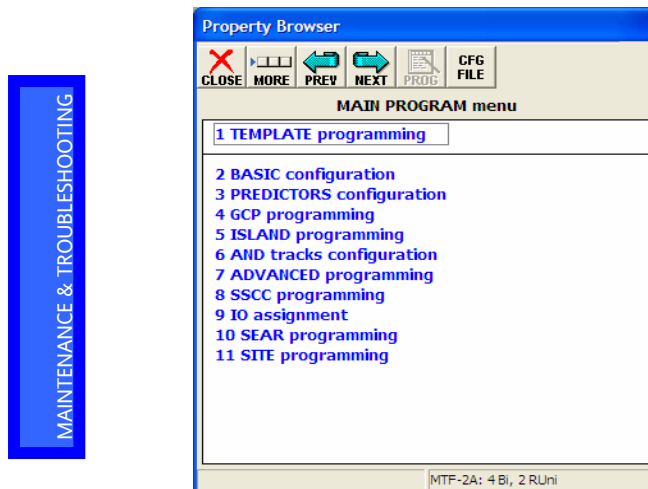 MAINTENANCE & TROUBLESHOOTING
Property Browser
CLOSE MORE PREV NEXT PROG CFG FILE
MAIN PROGRAM menu
1 TEMPLATE programming
2 BASIC configuration
3 PREDICTORS configuration
4 GCP programming
5 ISLAND programming
6 AND tracks configuration
7 ADVANCED programming
8 SSCC programming
9 IO assignment
10 SEAR programming
11 SITE programming
MTF-2A: 4 Bi, 2 RUni